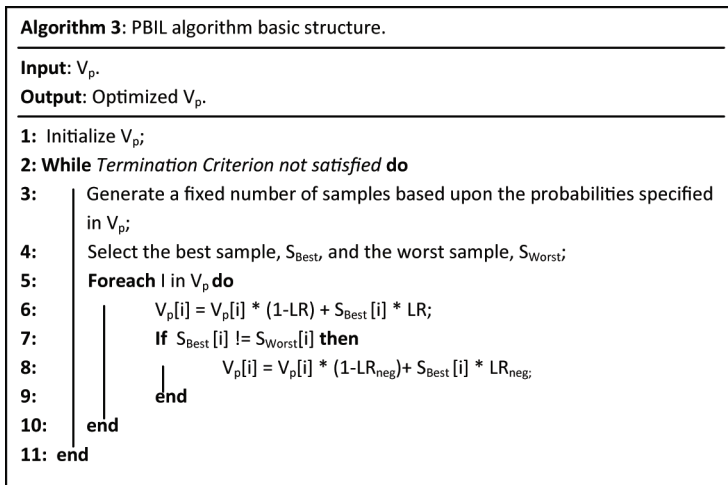 Algorithm 3: PBIL algorithm basic structure.
Input: Vp.
Output: Optimized Vp.
1: Initialize Vp;
2: While Termination Criterion not satisfied do
3: Generate a fixed number of samples based upon the probabilities specified
in Vp;
4: Select the best sample, SBest, and the worst sample, SWorst;
5: Foreach I in Vp do
6: Vp[i] = Vp[i] * (1-LR) + SBest [i] * LR;
7: If SBest [i] != SWorst[i] then
8: Vp[i] = Vp[i] * (1-LRneg)+ SBest [i] * LRneg;
9: end
10: end
11: end